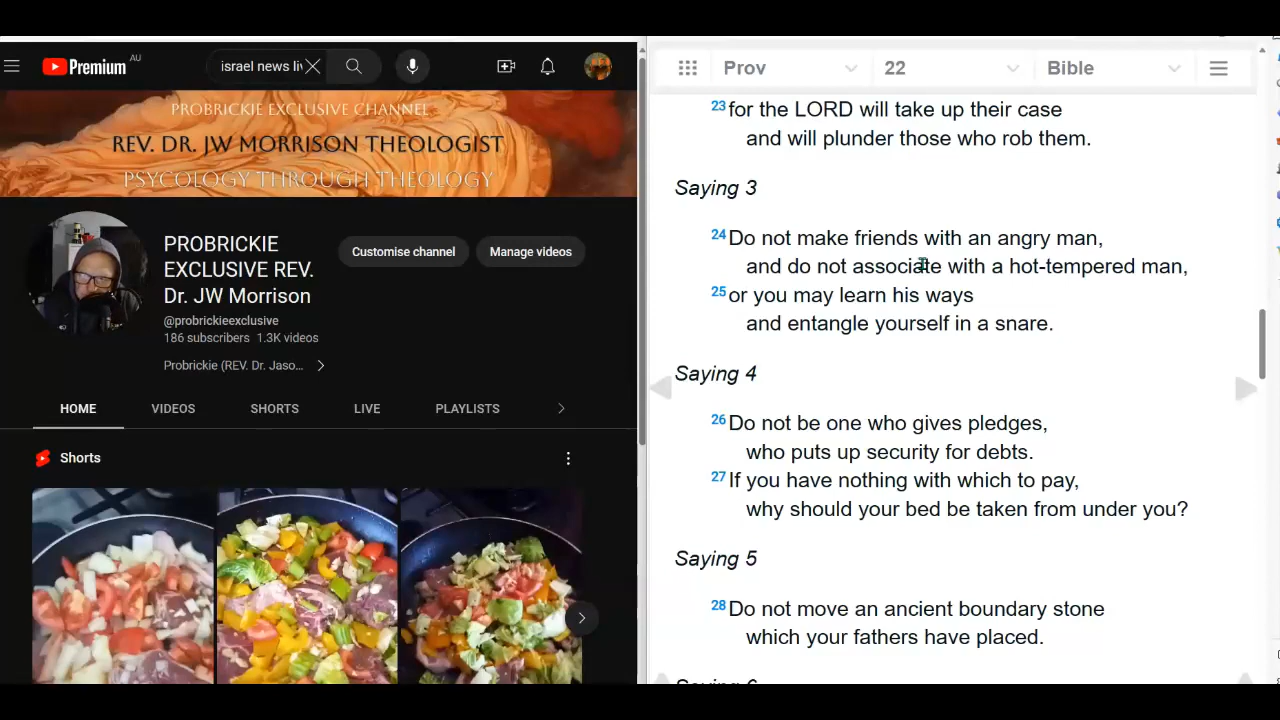 Premium AU
israel news liv
PROBRICKIE EXCLUSIVE CHANNEL
REV. DR. JW MORRISON THEOLOGIST
PSYCOLOGY THROUGH THEOLOGY
PROBRICKIE
EXCLUSIVE REV.
Dr. JW Morrison
@probrickieexclusive
186 subscribers 1.3K videos
Probrickie (REV. Dr. Jaso...
Customise channel
Manage videos
HOME
VIDEOS
SHORTS
LIVE
PLAYLISTS
Shorts
Prov
22
Bible
23 for the LORD will take up their case
and will plunder those who rob them.
Saying 3
24 Do not make friends with an angry man,
and do not associate with a hot-tempered man,
25 or you may learn his ways
and entangle yourself in a snare.
Saying 4
26 Do not be one who gives pledges,
who puts up security for debts.
27 If you have nothing with which to pay,
why should your bed be taken from under you?
Saying 5
28 Do not move an ancient boundary stone
which your fathers have placed.